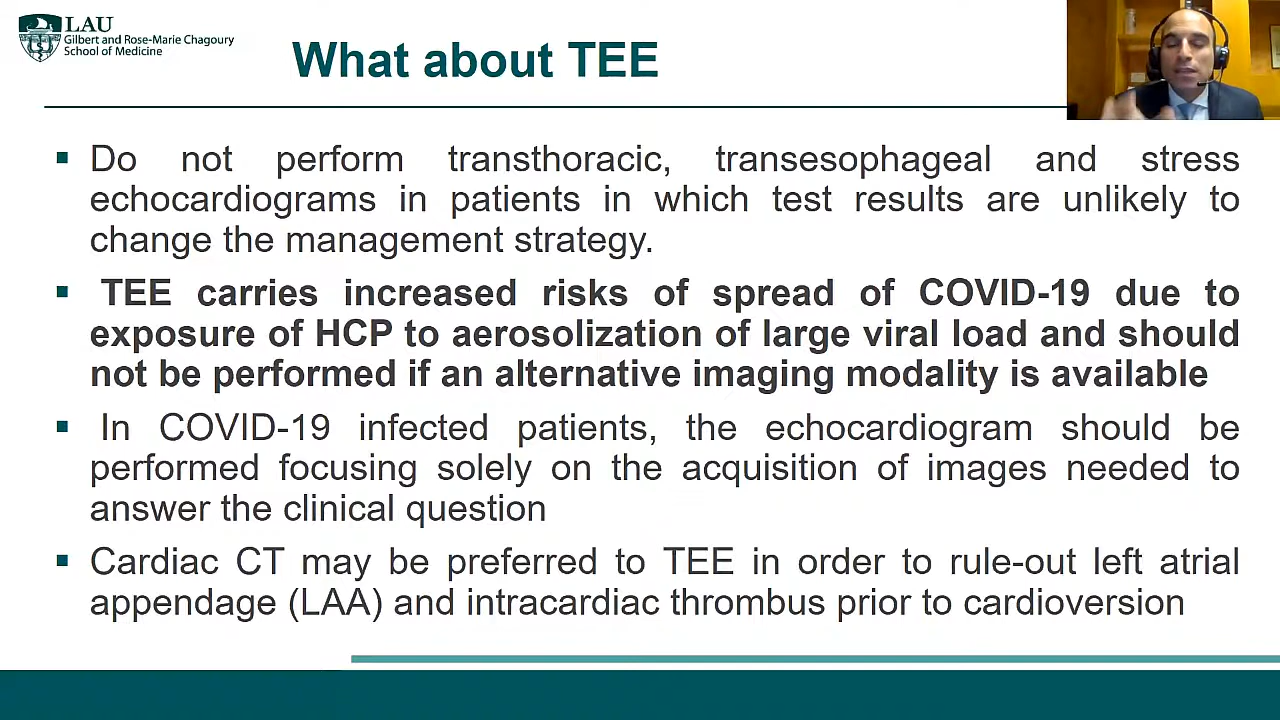 LAU
Gilbert and Rose-Marie Chagoury
School of Medicine
What about TEE
▪ Do not perform transthoracic, transesophageal and stress
echocardiograms in patients in which test results are unlikely to
change the management strategy.
▪ TEE carries increased risks of spread of COVID-19 due to
exposure of HCP to aerosolization of large viral load and should
not be performed if an alternative imaging modality is available
▪ In COVID-19 infected patients, the echocardiogram should be
performed focusing solely on the acquisition of images needed to
answer the clinical question
▪ Cardiac CT may be preferred to TEE in order to rule-out left atrial
appendage (LAA) and intracardiac thrombus prior to cardioversion